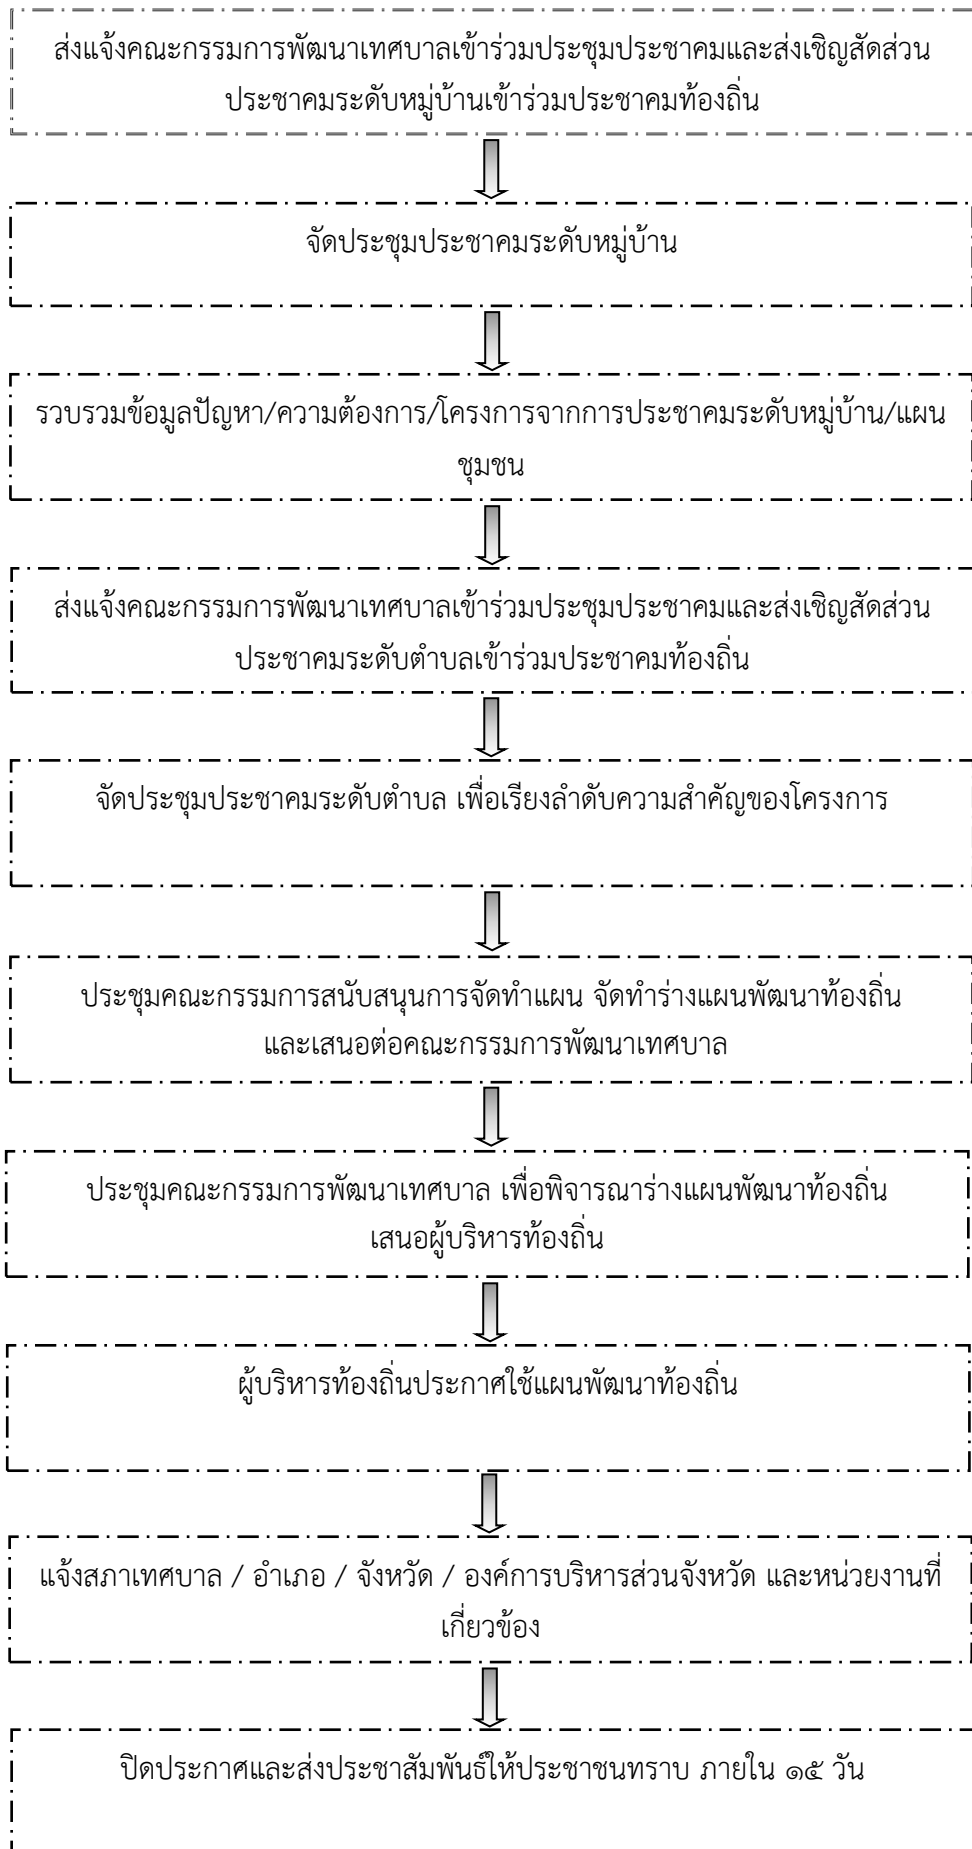 ส่งแจ้งคณะกรรมการพัฒนาเทศบาลเข้าร่วมประชุมประชาคมและส่งเชิญสัดส่วน
ประชาคมระดับหมู่บ้านเข้าร่วมประชาคมท้องถิ่น
จัดประชุมประชาคมระดับหมู่บ้าน
รวบรวมข้อมูลปัญหา/ความต้องการ/โครงการจากการประชาคมระดับหมู่บ้าน/แผน
ชุมชน
ส่งแจ้งคณะกรรมการพัฒนาเทศบาลเข้าร่วมประชุมประชาคมและส่งเชิญสัดส่วน
ประชาคมระดับตำบลเข้าร่วมประชาคมท้องถิ่น
จัดประชุมประชาคมระดับตำบล เพื่อเรียงลำดับความสำคัญของโครงการ
ประชุมคณะกรรมการสนับสนุนการจัดทำแผน จัดทำร่างแผนพัฒนาท้องถิ่น
และเสนอต่อคณะกรรมการพัฒนาเทศบาล
ประชุมคณะกรรมการพัฒนาเทศบาล เพื่อพิจารณาร่างแผนพัฒนาท้องถิ่น
เสนอผู้บริหารท้องถิ่น
ผู้บริหารท้องถิ่นประกาศใช้แผนพัฒนาท้องถิ่น
แจ้งสภาเทศบาล / อำเภอ / จังหวัด / องค์การบริหารส่วนจังหวัด และหน่วยงานที่
เกี่ยวข้อง
ปิดประกาศและส่งประชาสัมพันธ์ให้ประชาชนทราบ ภายใน ๑๕ วัน